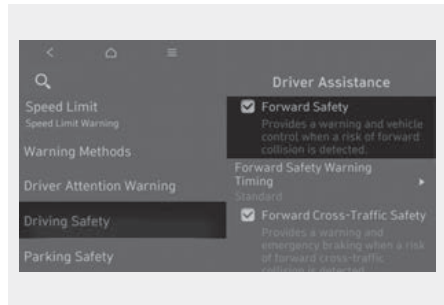 Driver Assistance
Speed Limit
Speed Limit Warning
Warning Methods
Driver Attention Warning
Driving Safety
Parking Safety
Forward Safety
Provides a warning and vehicle
control when a risk of forward
collision is detected.
Forward Safety Warning
Timing
Standard
Forward Cross-Traffic Safety
Provides a warning and
emergency braking when a risk
of forward cross-traffic
collision is detected.